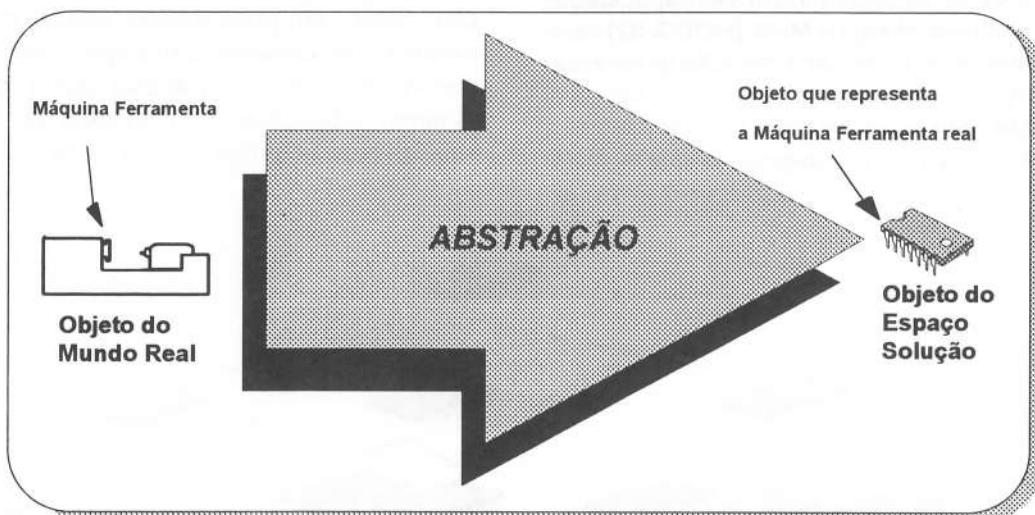 Máquina Ferramenta
Objeto do
Mundo Real
ABSTRAÇÃO
Objeto que representa
a Máquina Ferramenta real
Objeto do
Espaço
Solução